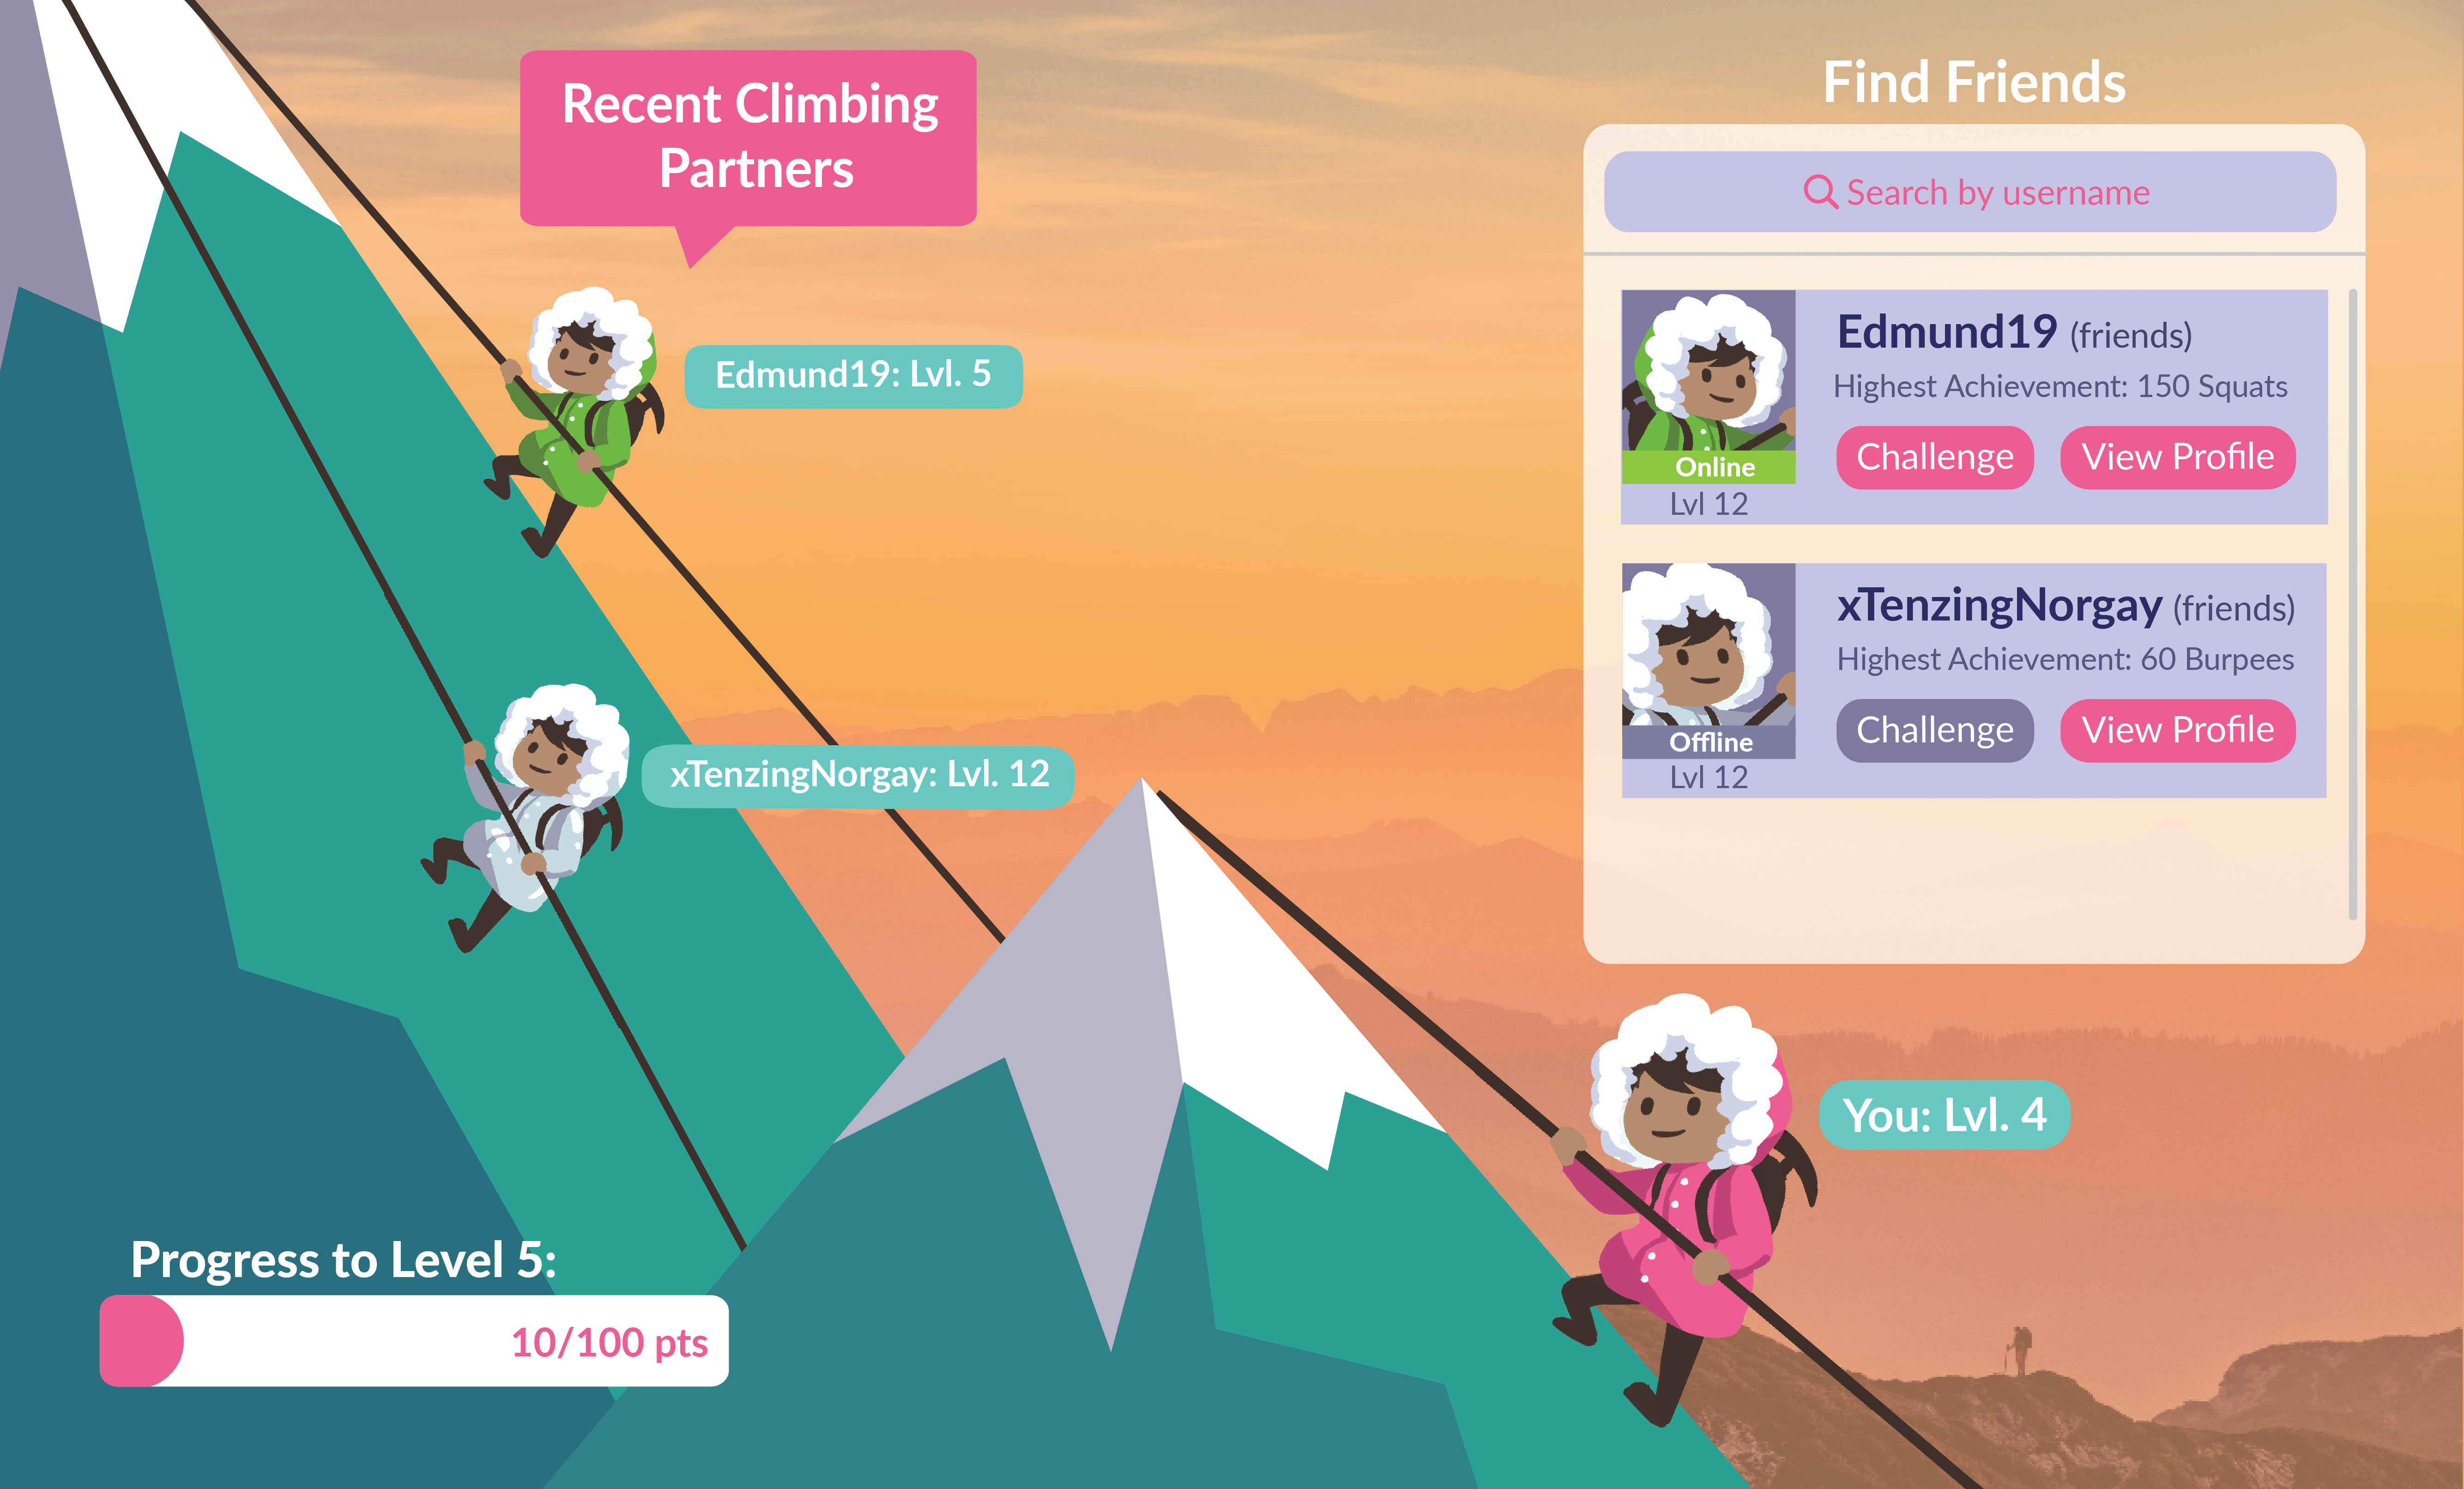 Recent Climbing
Partners
Edmund19: Lvl. 5
xTenzingNorgay: Lvl. 12
Find Friends
Search by username
Edmund19 (friends)
Highest Achievement: 150 Squats
Challenge View Profile
Online
Lvl 12
xTenzingNorgay (friends)
Highest Achievement: 60 Burpees
Challenge View Profile
Offline
Lvl 12
You: Lvl. 4
Progress to Level 5:
10/100 pts